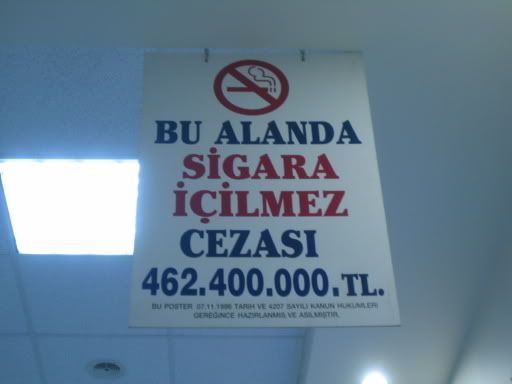 BU ALANDA
SİGARA
İÇİLMEZ
CEZASI
462.400.000.TL.
BU POSTER 07.11.1996 TARİH VE 4207 SAYILI KANUN HÜKÜMLERİ
GEREĞİNCE HAZIRLANMIŞ VE ASILMIŞTIR.